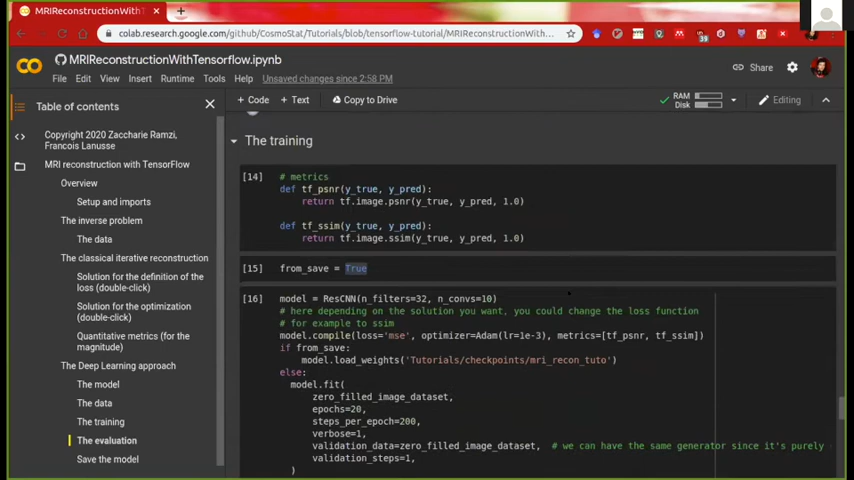 MRIReconstructionWithT
colab.research.google.com/github/CosmoStat/Tutorials/blob/tensorflow-tutorial/MRIReconstructionWithT...
39
MRIReconstructionWithTensorflow.ipynb
Share
File Edit View Insert Runtime Tools Help Unsaved changes since 2:58 PM
Table of contents
+ Code + Text Copy to Drive
RAM
Disk
Editing
Copyright 2020 Zaccharie Ramzi,
Francois Lanusse
MRI reconstruction with TensorFlow
Overview
Setup and imports
The inverse problem
The data
The classical iterative reconstruction
Solution for the definition of the
loss (double-click)
Solution for the optimization
(double-click)
Quantitative metrics (for the
magnitude)
The Deep Learning approach
The model
The data
The training
The evaluation
Save the model
The training
[14] # metrics
def tf_psnr(y_true, y_pred):
return tf.image.psnr(y_true, y_pred, 1.0)
def tf_ssim(y_true, y_pred):
return tf.image.ssim(y_true, y_pred, 1.0)
[15] from_save = True
[16] model = ResCNN(n_filters=32, n_convs=10)
# here depending on the solution you want, you could change the loss function
# for example to ssim
model.compile(loss='mse', optimizer=Adam(lr=1e-3), metrics=[tf_psnr, tf_ssim])
if from_save:
model.load_weights('Tutorials/checkpoints/mri_recon_tuto')
else:
model.fit(
zero_filled_image_dataset,
epochs=20,
steps_per_epoch=200,
verbose=1,
validation_data=zero_filled_image_dataset, # we can have the same generator since it's purely
validation_steps=1,
)